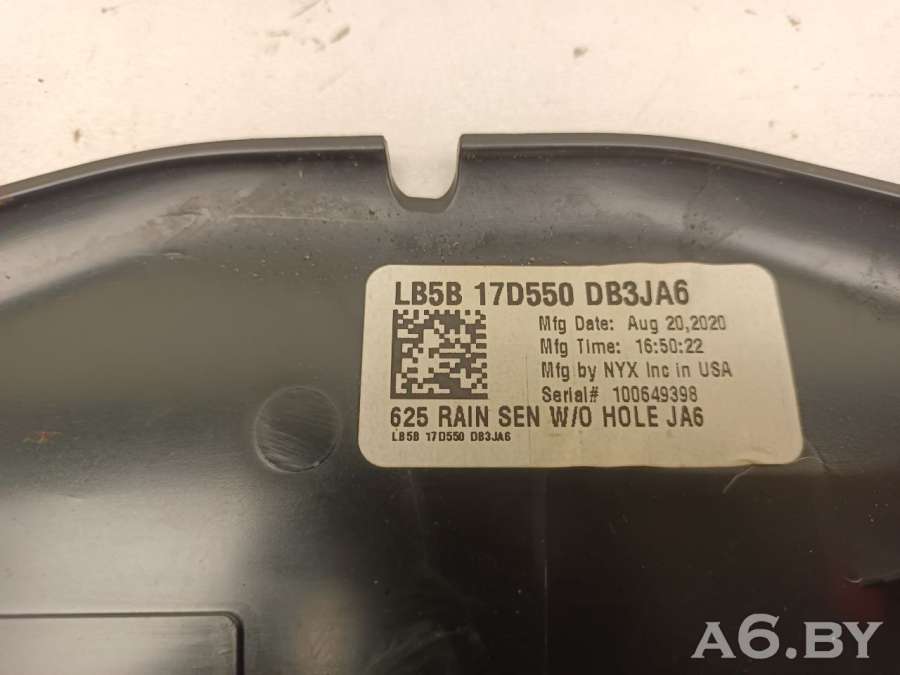 LB5B 17D550 DB3JA6
Mfg Date: Aug 20,2020
Mfg Time: 16:50:22
Mfg by NYX Inc in USA
Serial# 100649398
625 RAIN SEN W/O HOLE JA6
LB5B 17D550 DB3JA6
A6.BY